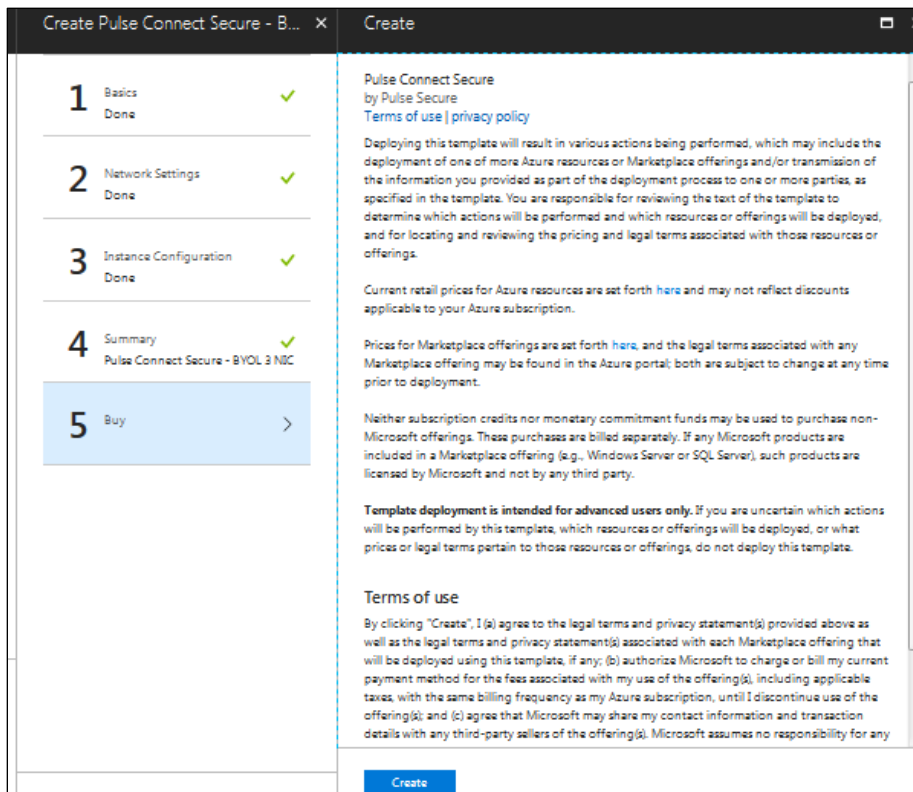 Create Pulse Connect Secure - B...
1
Basics
Done
2
Network Settings
Done
3
Instance Configuration
Done
4
Summary
Pulse Connect Secure - BYOL 3 NIC
5
Buy
Create
Pulse Connect Secure
by Pulse Secure
Terms of use | privacy policy
Deploying this template will result in various actions being performed, which may include the
deployment of one of more Azure resources or Marketplace offerings and/or transmission of
the information you provided as part of the deployment process to one or more parties, as
specified in the template. You are responsible for reviewing the text of the template to
determine which actions will be performed and which resources or offerings will be deployed,
and for locating and reviewing the pricing and legal terms associated with those resources or
offerings.
Current retail prices for Azure resources are set forth here and may not reflect discounts
applicable to your Azure subscription.
Prices for Marketplace offerings are set forth here, and the legal terms associated with any
Marketplace offering may be found in the Azure portal; both are subject to change at any time
prior to deployment.
Neither subscription credits nor monetary commitment funds may be used to purchase non-
Microsoft offerings. These purchases are billed separately. If any Microsoft products are
included in a Marketplace offering (e.g., Windows Server or SQL Server), such products are
licensed by Microsoft and not by any third party.
Template deployment is intended for advanced users only. If you are uncertain which actions
will be performed by this template, which resources or offerings will be deployed, or what
prices or legal terms pertain to those resources or offerings, do not deploy this template.
Terms of use
By clicking "Create", I (a) agree to the legal terms and privacy statement(s) provided above as
well as the legal terms and privacy statement(s) associated with each Marketplace offering that
will be deployed using this template, if any; (b) authorize Microsoft to charge or bill my current
payment method for the fees associated with my use of the offering(s), including applicable
taxes, with the same billing frequency as my Azure subscription, until I discontinue use of the
offering(s); and (c) agree that Microsoft may share my contact information and transaction
details with any third-party sellers of the offering(s). Microsoft assumes no responsibility for any
Create